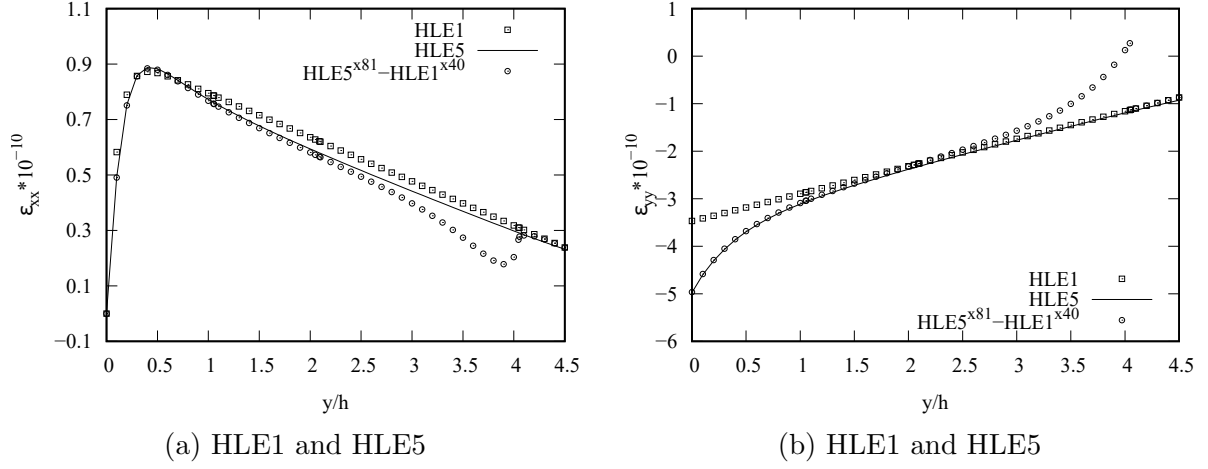 1.1
0.9
0.7
0.5
0.3
0.1
−0.1
ε_xx*10^−10
0 0.5 1 1.5 2 2.5 3 3.5 4 4.5
y/h
HLE1
HLE5
HLE5^x81−HLE1^x40
(a) HLE1 and HLE5
1
0
−1
−2
−3
−4
−5
−6
ε_yy*10^−10
0 0.5 1 1.5 2 2.5 3 3.5 4 4.5
y/h
HLE1
HLE5
HLE5^x81−HLE1^x40
(b) HLE1 and HLE5